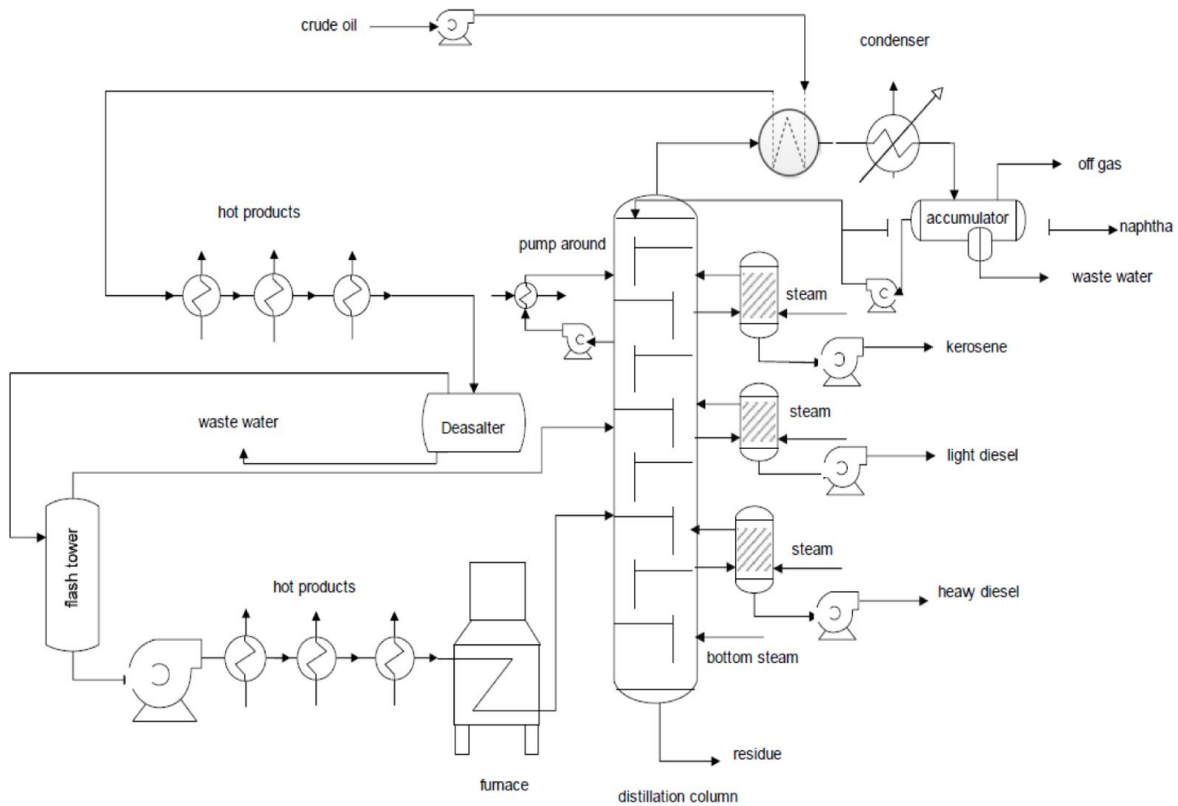 crude oil
condenser
off gas
accumulator
naphtha
hot products
pump around
waste water
steam
kerosene
steam
waste water
Deasalter
light diesel
flash tower
steam
hot products
heavy diesel
bottom steam
residue
furnace
distillation column